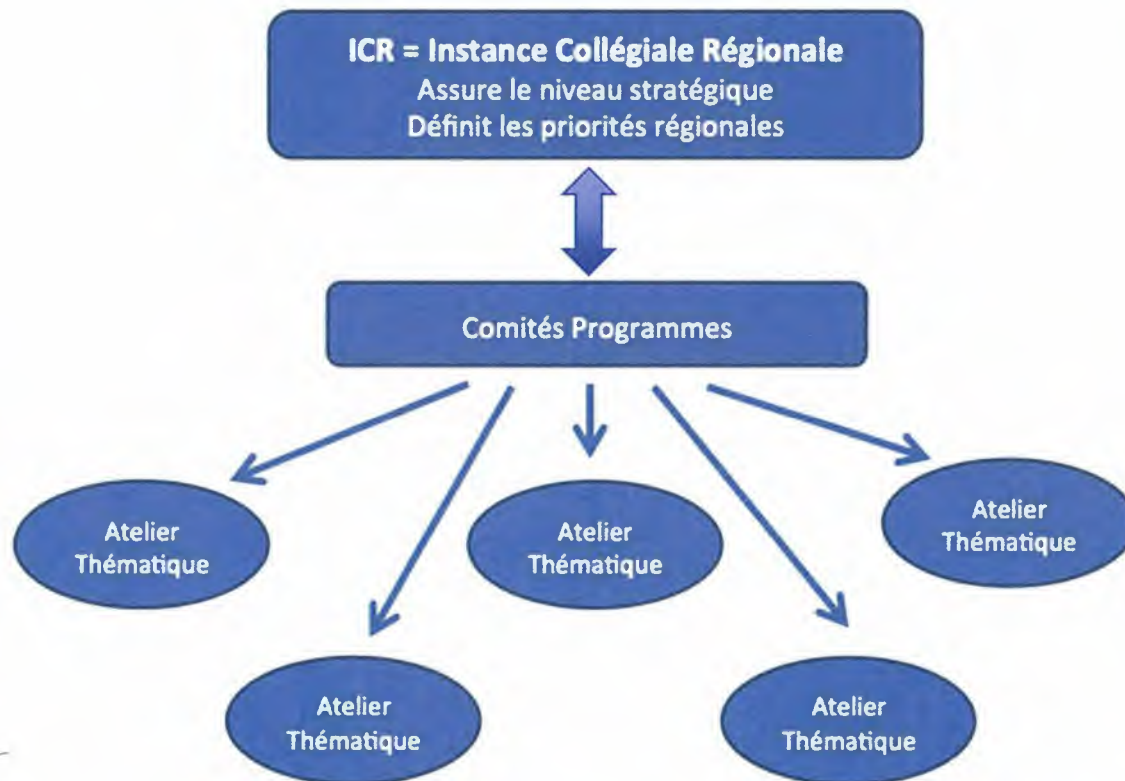 ICR = Instance Collégiale Régionale
Assure le niveau stratégique
Définit les priorités régionales
Comités Programmes
Atelier
Thématique
Atelier
Thématique
Atelier
Thématique
Atelier
Thématique
Atelier
Thématique